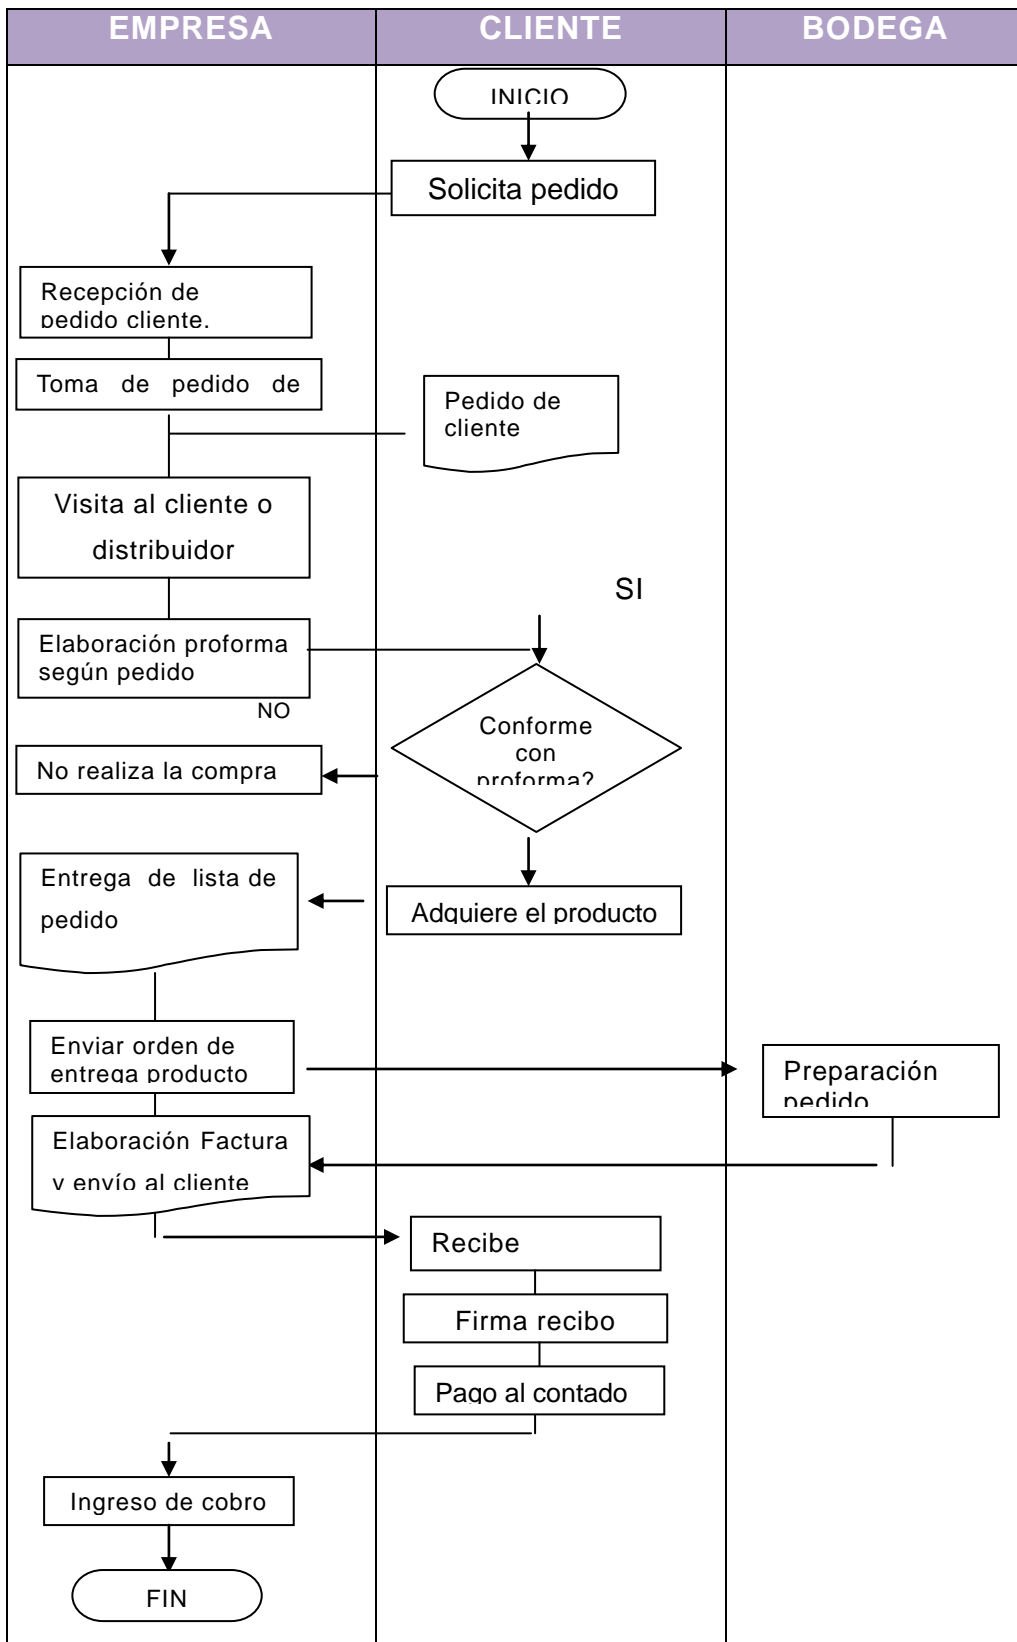 EMPRESA CLIENTE BODEGA
INICIO
Solicita pedido
Recepción de
pedido cliente.
Toma de pedido de
Pedido de
cliente
Visita al cliente o
distribuidor
SI
Elaboración proforma
según pedido
NO
Conforme
con
proforma?
No realiza la compra
Entrega de lista de
pedido
Adquiere el producto
Enviar orden de
entrega producto
Preparación
pedido
Elaboración Factura
y envío al cliente
Recibe
Firma recibo
Pago al contado
Ingreso de cobro
FIN